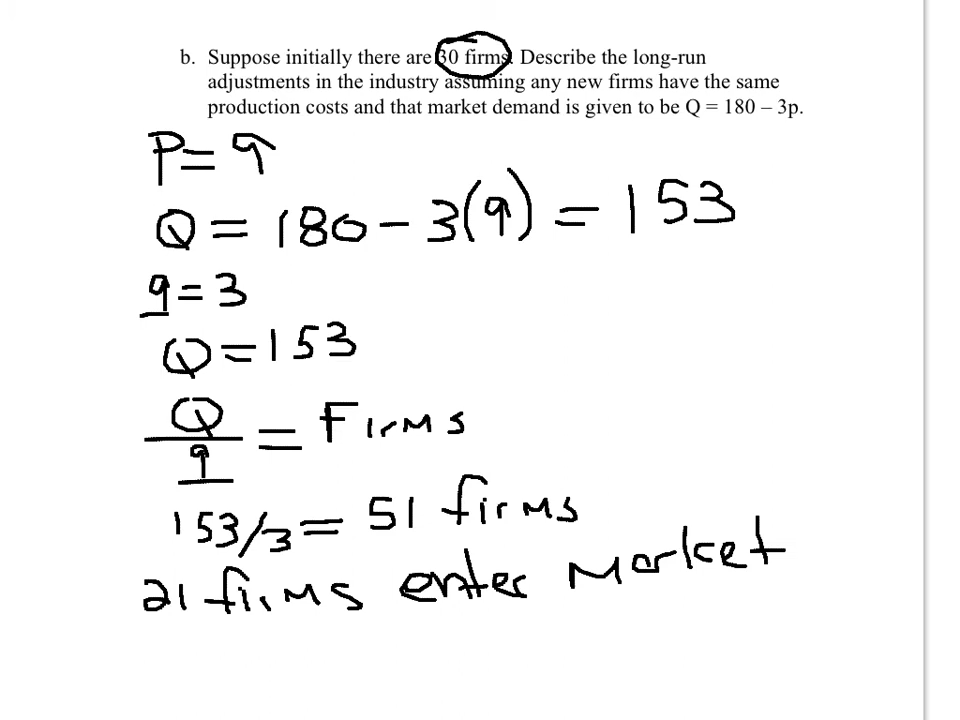 b. Suppose initially there are 30 firms. Describe the long-run
adjustments in the industry assuming any new firms have the same
production costs and that market demand is given to be Q = 180 – 3p.
P = 9
Q = 180 - 3(9) = 153
q = 3
Q = 153
Q/q = Firms
153/3 = 51 firms
21 firms enter Market